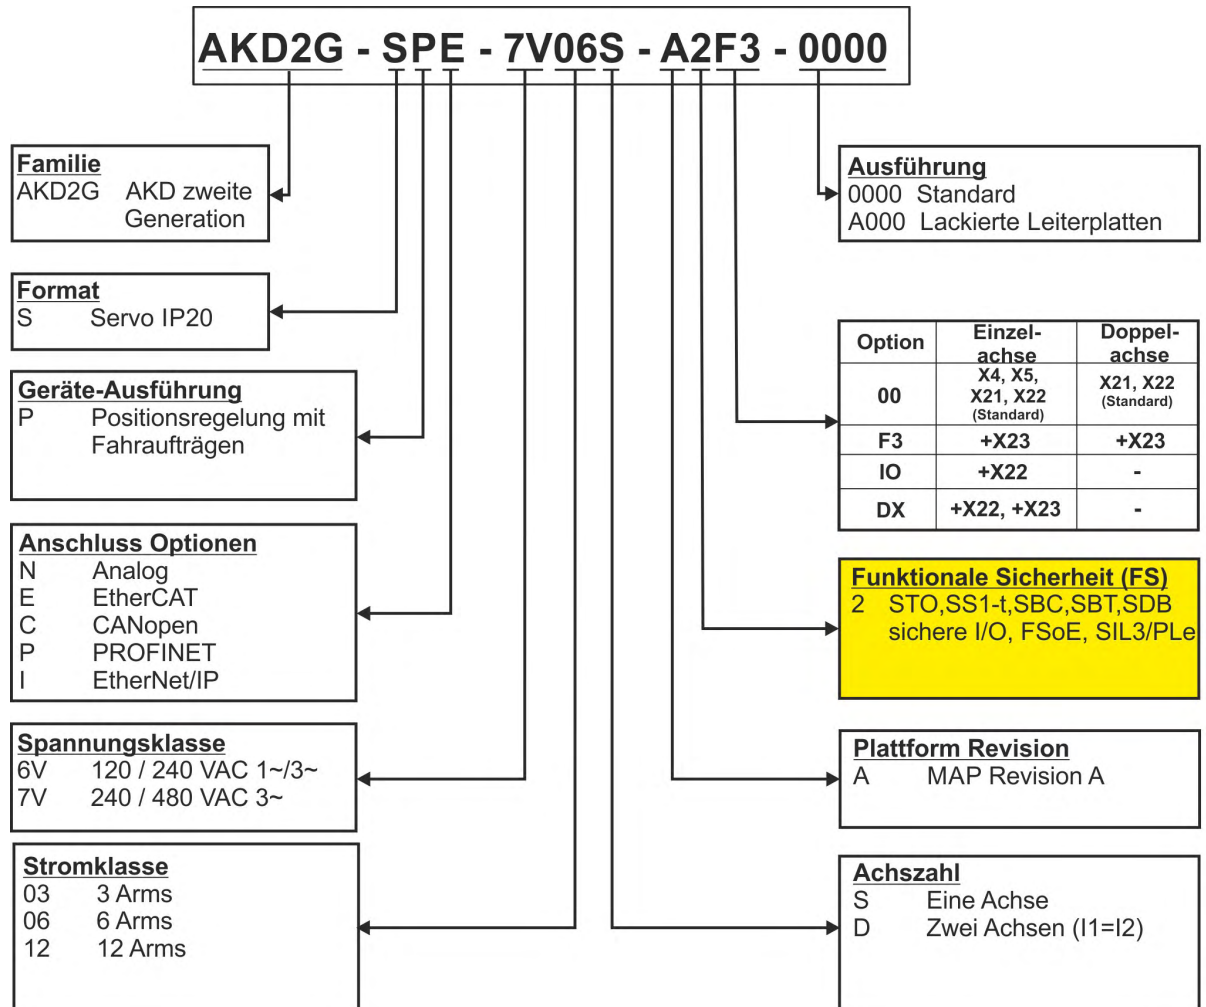 AKD2G - SPE - 7V06S - A2F3 - 0000
Familie
AKD2G AKD zweite
Generation
Format
S Servo IP20
Geräte-Ausführung
P Positionsregelung mit
Fahraufträgen
Anschluss Optionen
N Analog
E EtherCAT
C CANopen
P PROFINET
I EtherNet/IP
Spannungsklasse
6V 120 / 240 VAC 1~/3~
7V 240 / 480 VAC 3~
Stromklasse
03 3 Arms
06 6 Arms
12 12 Arms
Ausführung
0000 Standard
A000 Lackierte Leiterplatten
Option Einzel- Doppel-
achse achse
X4, X5,
00 X21, X22 X21, X22
(Standard) (Standard)
F3 +X23 +X23
IO +X22 -
DX +X22, +X23 -
Funktionale Sicherheit (FS)
2 STO,SS1-t,SBC,SBT,SDB
sichere I/O, FSoE, SIL3/PLe
Plattform Revision
A MAP Revision A
Achszahl
S Eine Achse
D Zwei Achsen (I1=I2)